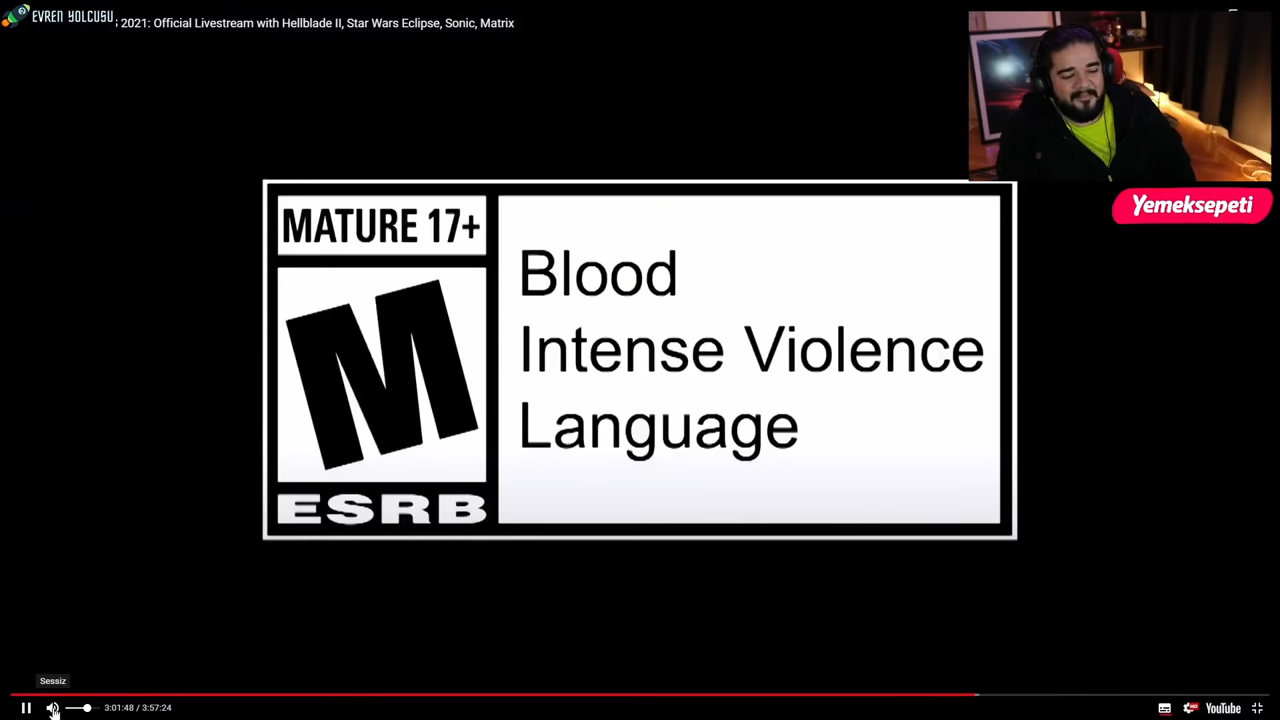 EVREN YOLCUSU
2021: Official Livestream with Hellblade II, Star Wars Eclipse, Sonic, Matrix
Yemeksepeti
MATURE 17+
M
ESRB
Blood
Intense Violence
Language
Sessiz
3:01:48 / 3:57:24
HD
YouTube